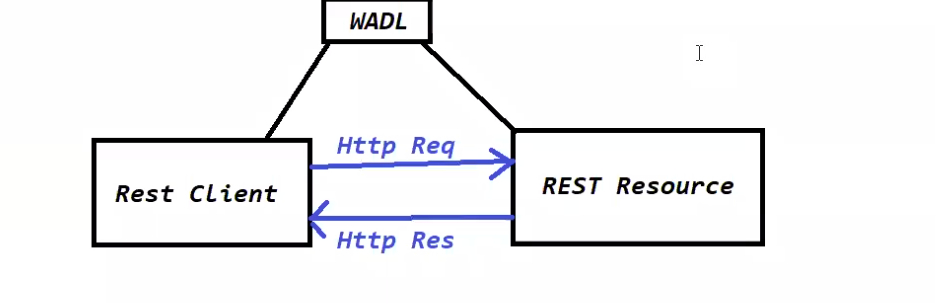 WADL
Http Req
Rest Client
REST Resource
Http Res